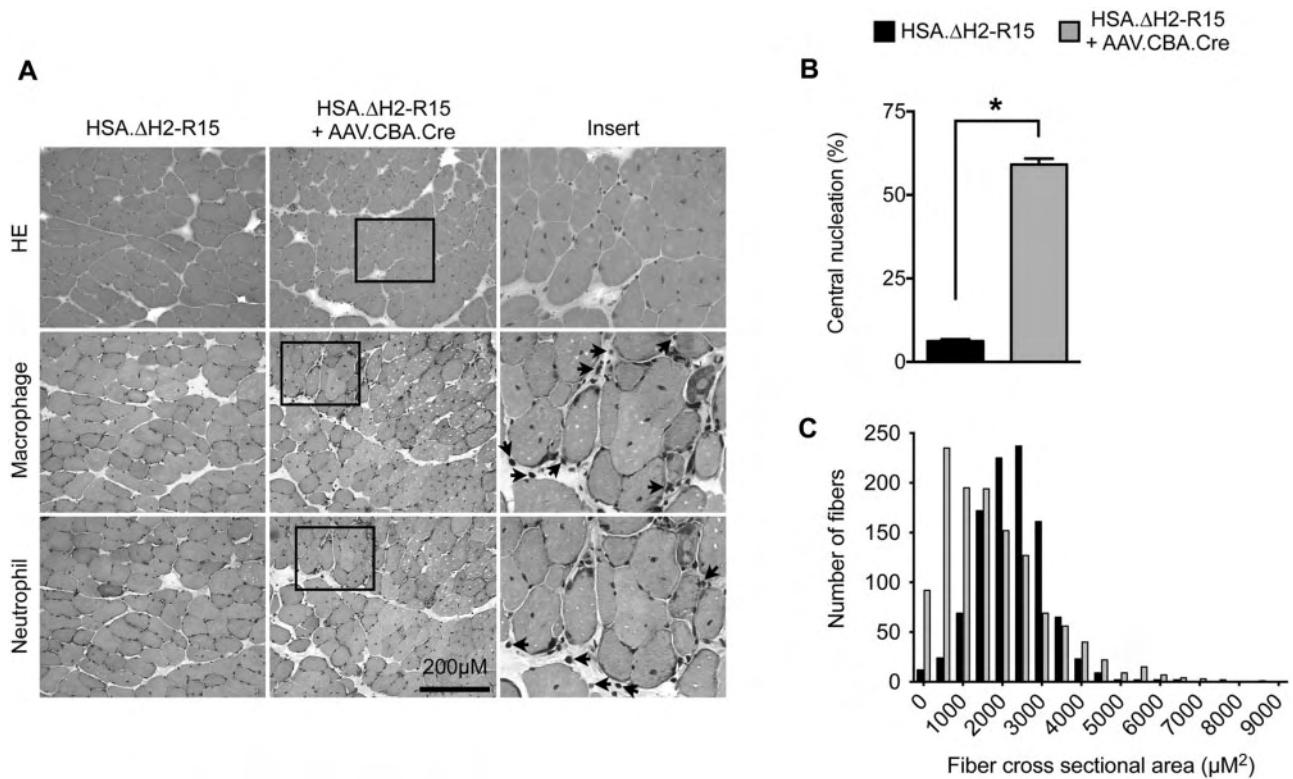 HSA.ΔH2-R15
HSA.ΔH2-R15
+ AAV.CBA.Cre
A
HSA.ΔH2-R15
HSA.ΔH2-R15
+ AAV.CBA.Cre
Insert
HE
Macrophage
Neutrophil
200µM
B
*
Central nucleation (%)
75
50
25
0
C
Number of fibers
250
200
150
100
50
0
0
1000
2000
3000
4000
5000
6000
7000
8000
9000
Fiber cross sectional area (µM²)